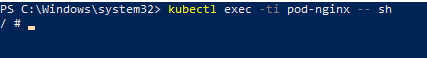 PS C:\Windows\system32> kubectl exec -ti pod-nginx -- sh
/ # _